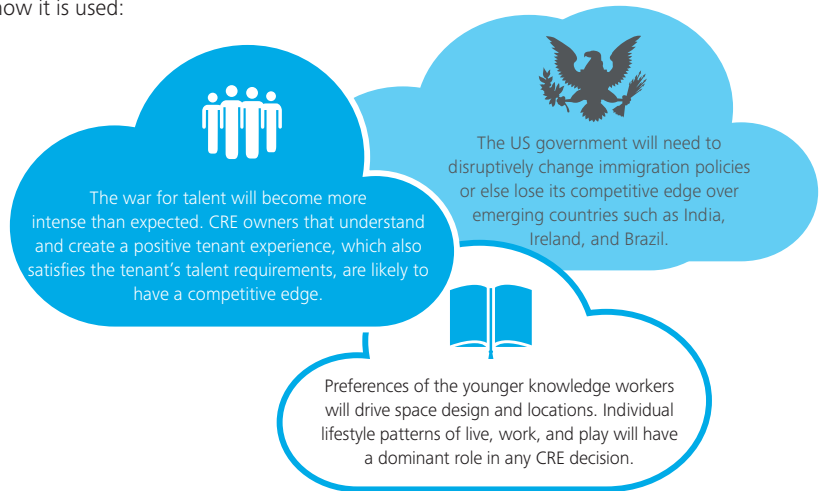 how it is used:
The US government will need to
disruptively change immigration policies
or else lose its competitive edge over
emerging countries such as India,
Ireland, and Brazil.
The war for talent will become more
intense than expected. CRE owners that understand
and create a positive tenant experience, which also
satisfies the tenant's talent requirements, are likely to
have a competitive edge.
Preferences of the younger knowledge workers
will drive space design and locations. Individual
lifestyle patterns of live, work, and play will have
a dominant role in any CRE decision.